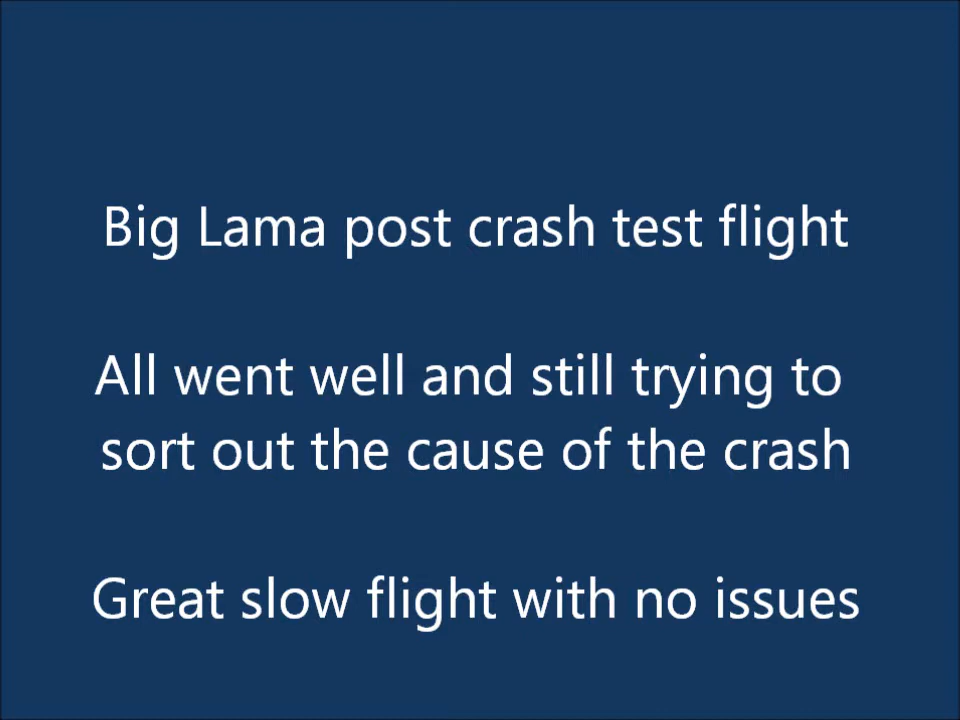 Big Lama post crash test flight
All went well and still trying to
sort out the cause of the crash
Great slow flight with no issues